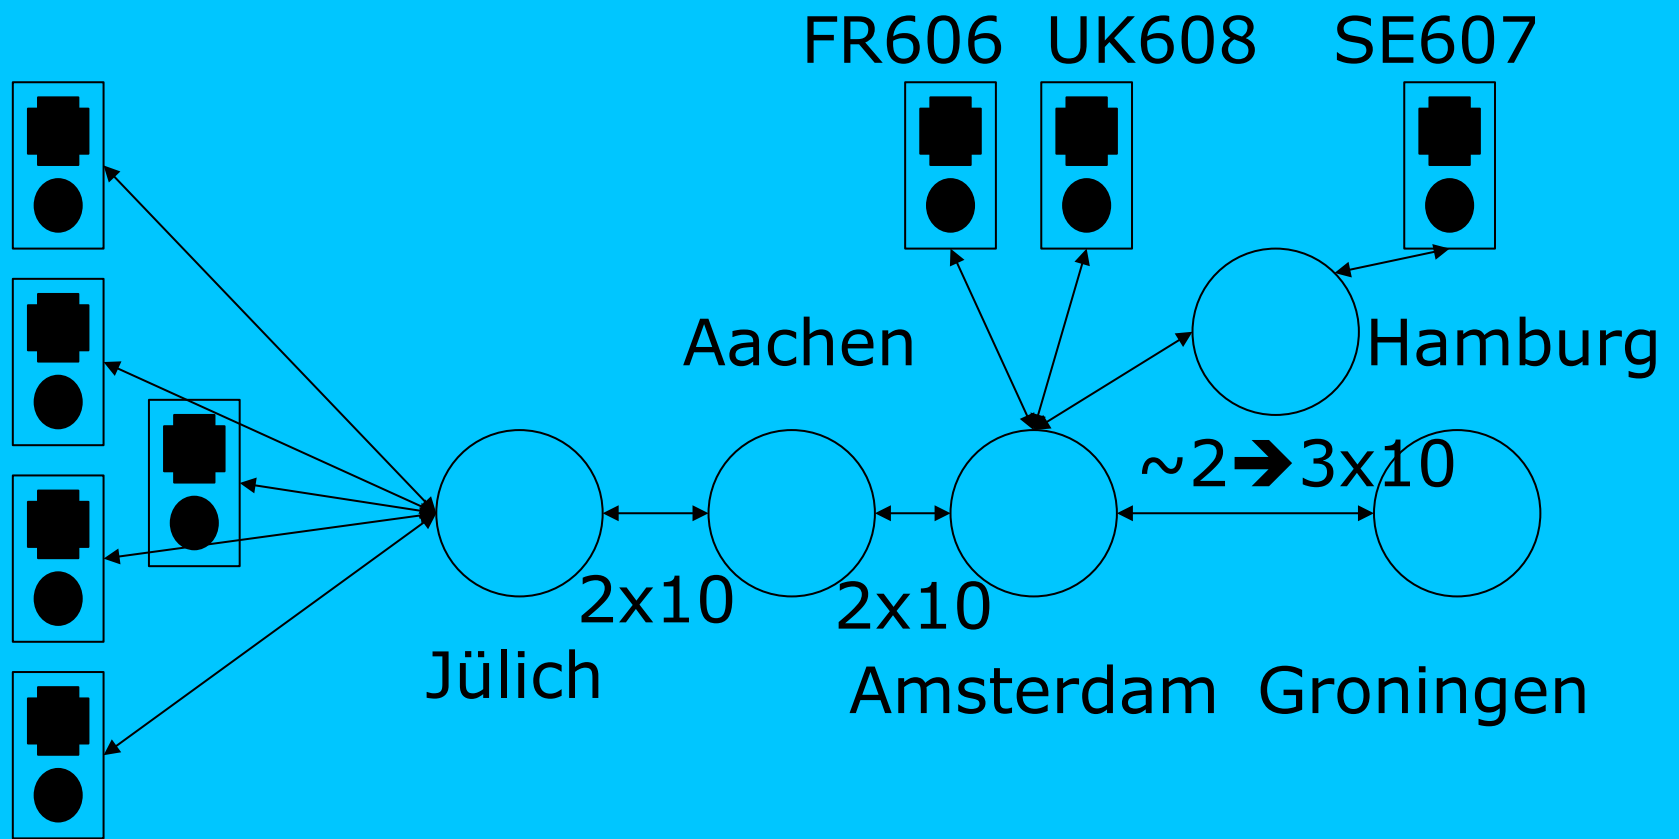 FR606 UK608 SE607
Aachen
Hamburg
~2➔3x10
2x10
2x10
Jülich
Amsterdam
Groningen